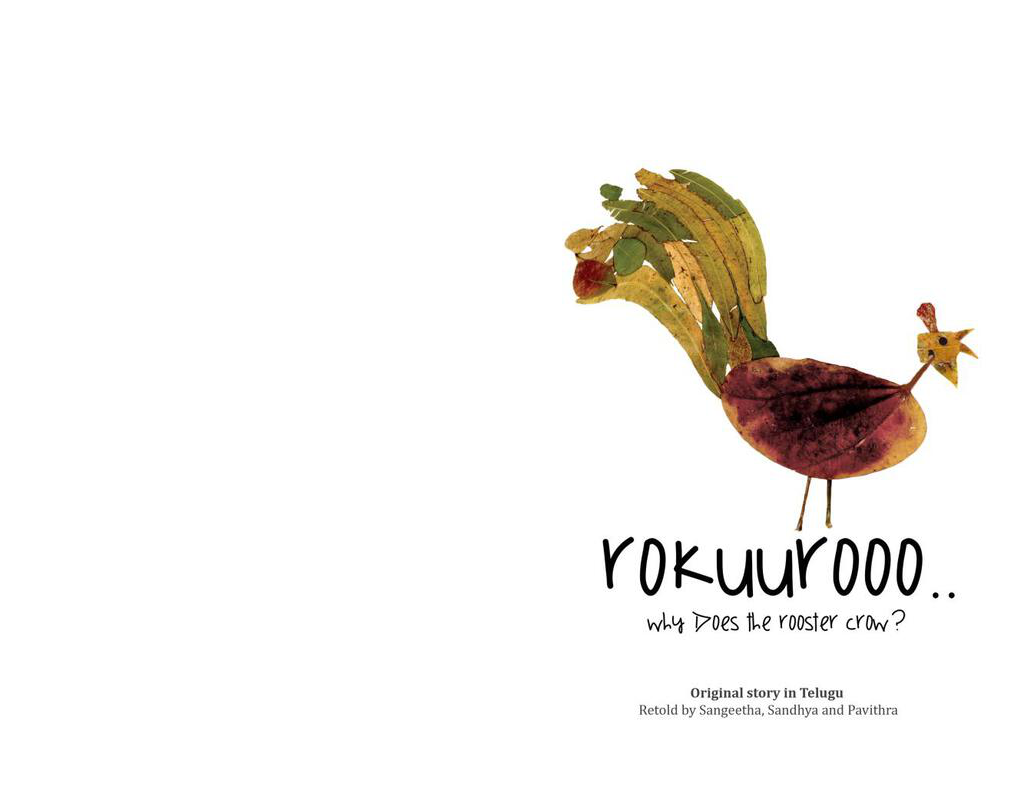 rokuurooo..
why Does the rooster crow?
Original story in Telugu
Retold by Sangeetha, Sandhya and Pavithra